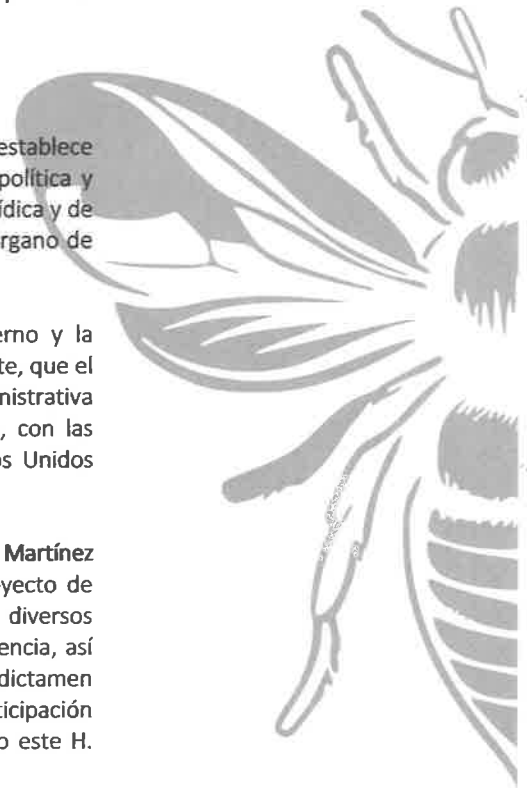 establece
política y
ídica y de
rgano de
erno y la
te, que el
nistrativa
, con las
os Unidos
Martínez
yecto de
diversos
encia, así
dictamen
ticipación
o este H.